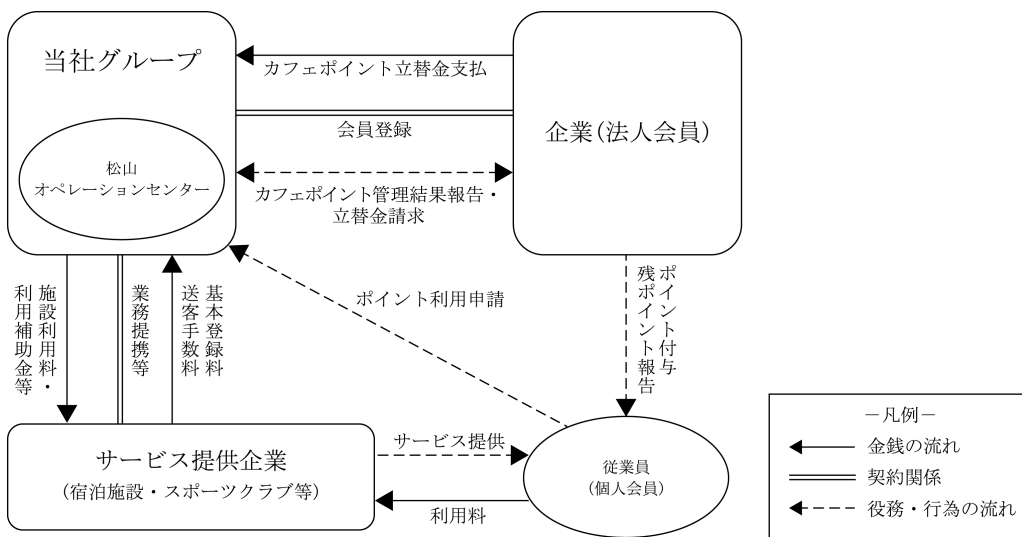 当社グループ
松山
オペレーションセンター
カフェポイント立替金支払
会員登録
カフェポイント管理結果報告・
立替金請求
企業(法人会員)
施設利用料・
利用補助金等
業務提携等
基本登録料
送客手数料
ポイント利用申請
ポイント付与
残ポイント報告
サービス提供企業
(宿泊施設・スポーツクラブ等)
サービス提供
利用料
従業員
(個人会員)
－凡例－
金銭の流れ
契約関係
役務・行為の流れ